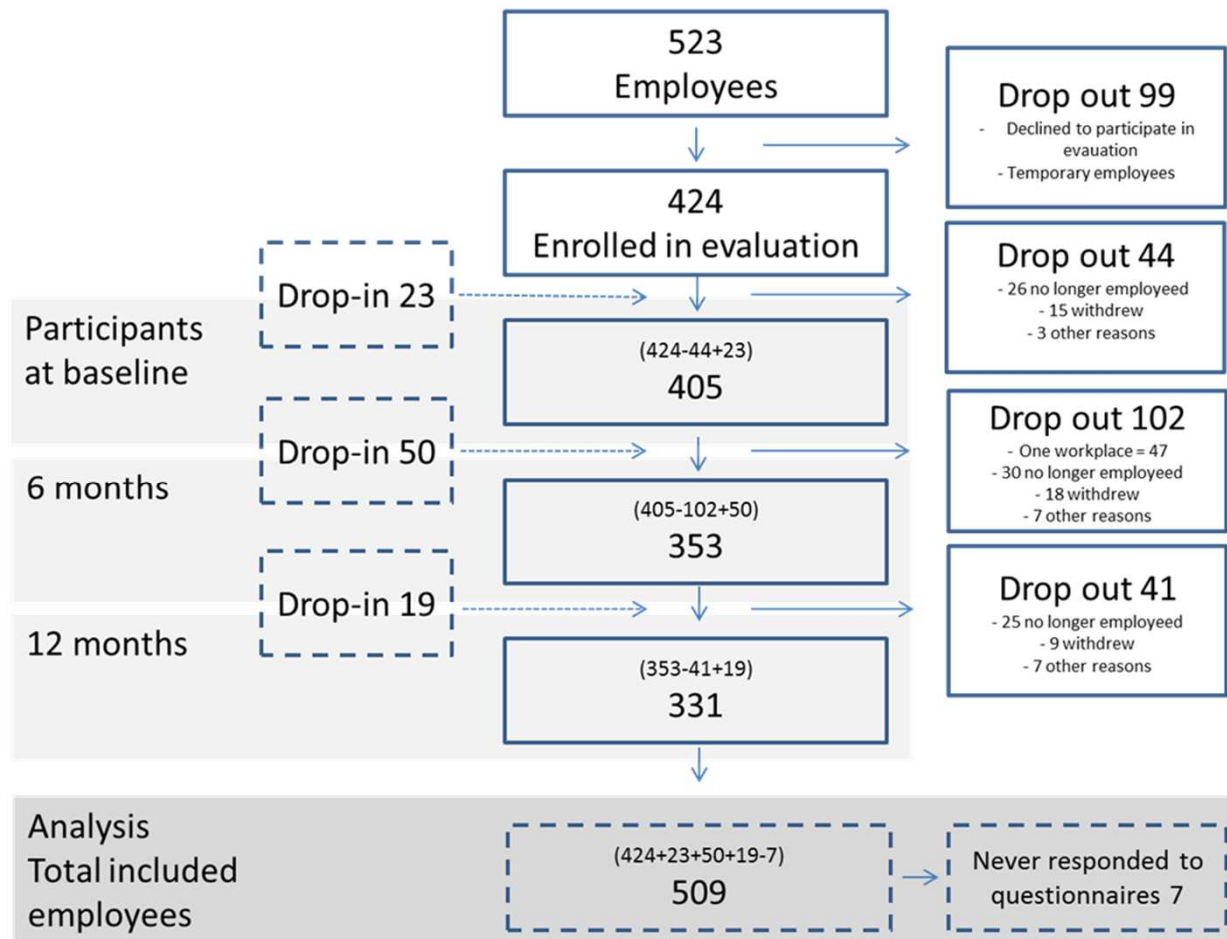 523
Employees
Drop out 99
- Declined to participate in
evauation
- Temporary employees
424
Enrolled in evaluation
Drop-in 23
Drop out 44
- 26 no longer employeed
- 15 withdrew
- 3 other reasons
Participants
at baseline
(424-44+23)
405
Drop-in 50
Drop out 102
- One workplace = 47
- 30 no longer employeed
- 18 withdrew
- 7 other reasons
6 months
(405-102+50)
353
Drop-in 19
Drop out 41
- 25 no longer employeed
- 9 withdrew
- 7 other reasons
12 months
(353-41+19)
331
Analysis
Total included
employees
(424+23+50+19-7)
509
Never responded to
questionnaires 7